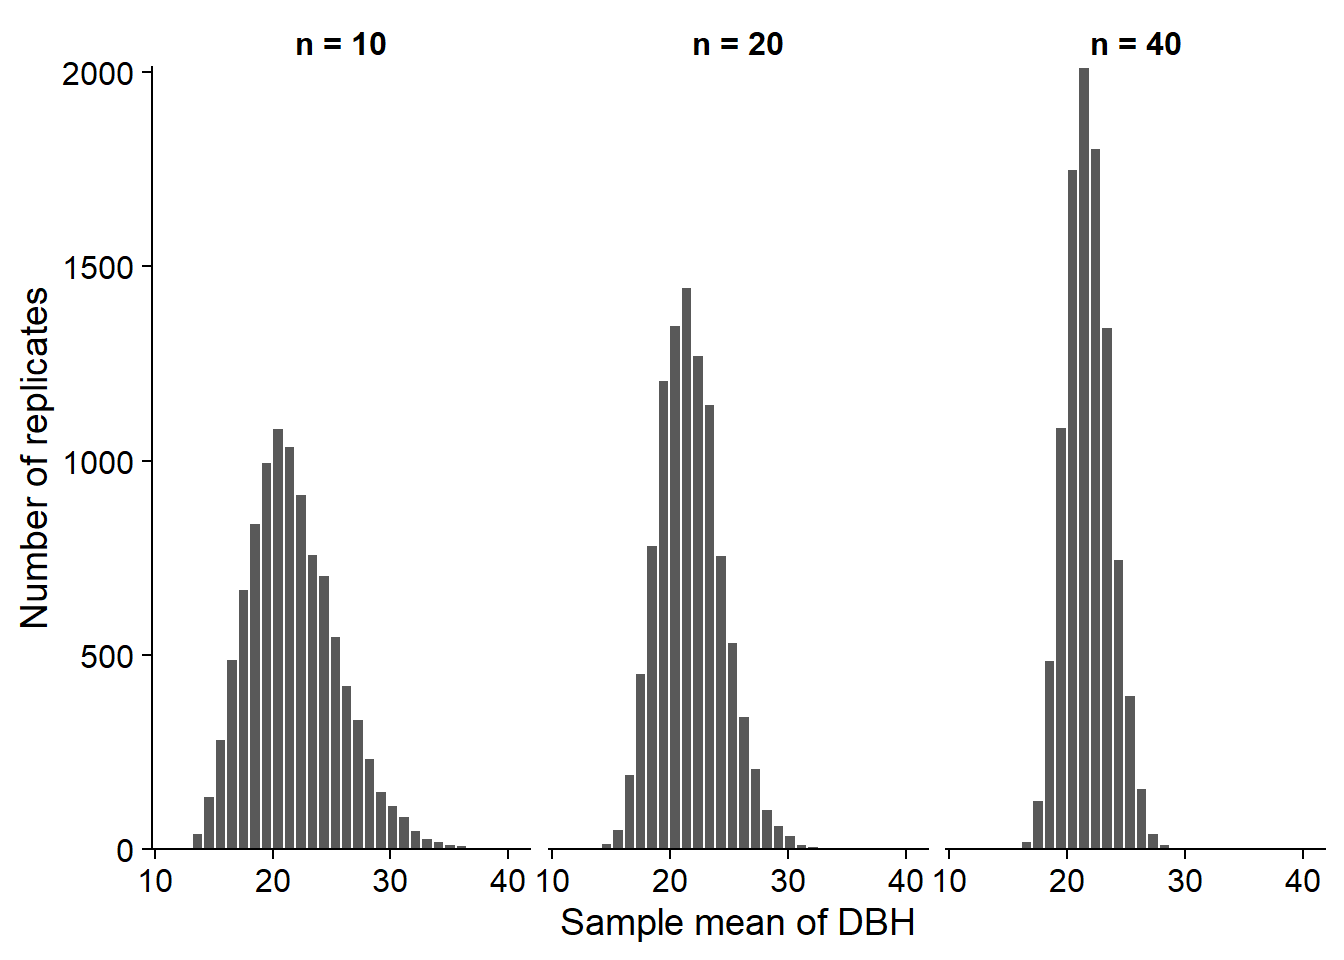 n = 10
n = 20
n = 40
2000
1500
1000
500
0
10 20 30 40
10 20 30 40
10 20 30 40
Number of replicates
Sample mean of DBH